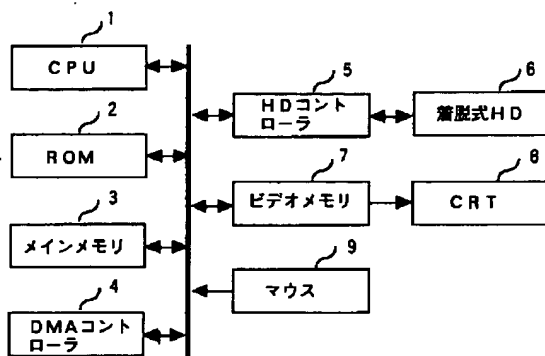 1
CPU
2
ROM
3
メインメモリ
4
DMAコント
ローラ
5
HDコント
ローラ
6
着脱式HD
7
ビデオメモリ
8
CRT
9
マウス